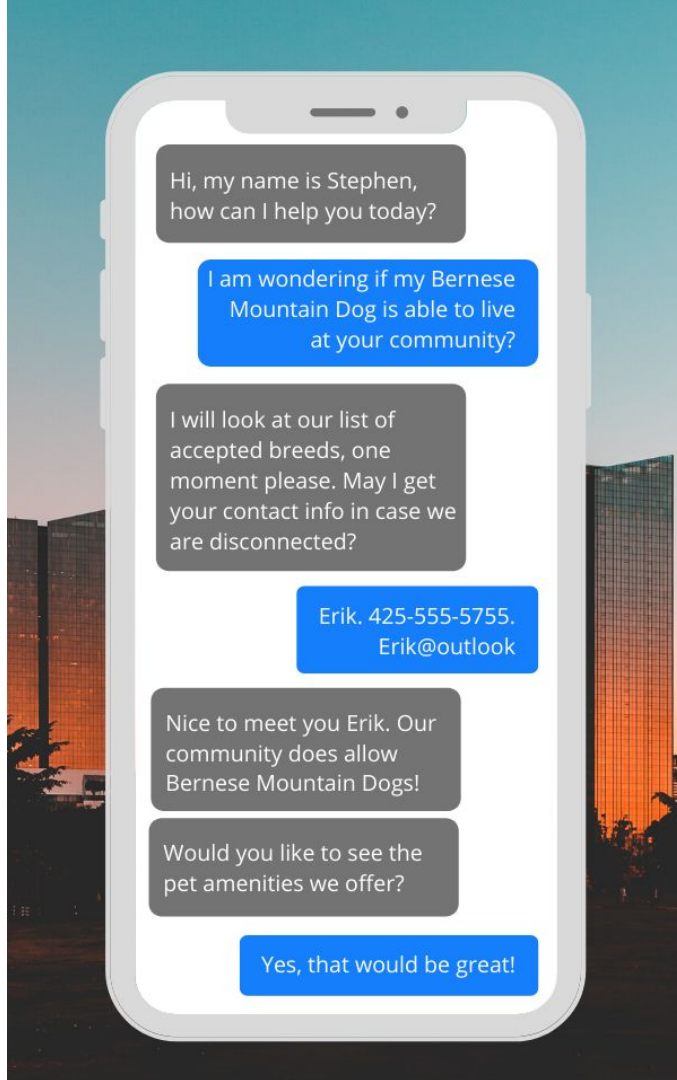 Hi, my name is Stephen,
how can I help you today?
I am wondering if my Bernese
Mountain Dog is able to live
at your community?
I will look at our list of
accepted breeds, one
moment please. May I get
your contact info in case we
are disconnected?
Erik. 425-555-5755.
Erik@outlook
Nice to meet you Erik. Our
community does allow
Bernese Mountain Dogs!
Would you like to see the
pet amenities we offer?
Yes, that would be great!